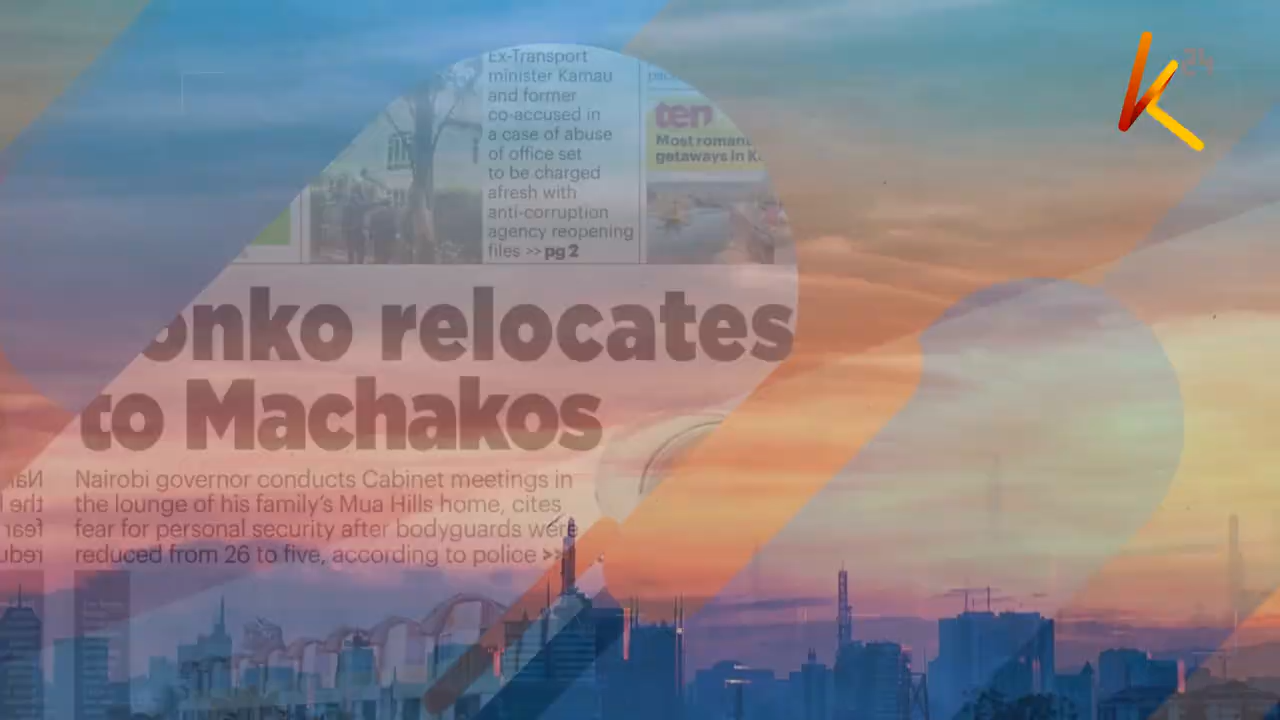 Ex-Transport
minister Kamau
and former
co-accused in
a case of abuse
of office set
to be charged
afresh with
anti-corruption
agency reopening
files >> pg 2
ten
Most romant
getaways in K
24
onko relocates
to Machakos
Nairobi governor conducts Cabinet meetings in
the lounge of his family's Mua Hills home, cites
fear for personal security after bodyguards were
reduced from 26 to five, according to police >>